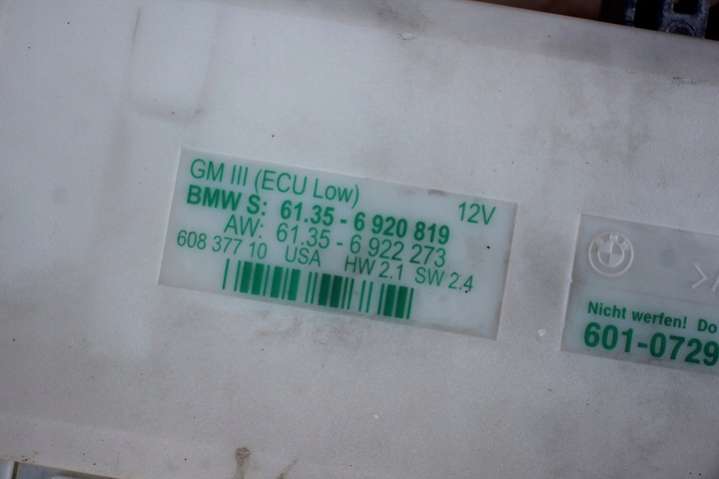 GM III (ECU Low)
12V
BMW S: 61.35 - 6 920 819
AW: 61.35 - 6 922 273
608 377 10 USA HW 2.1 SW 2.4
Nicht werfen! Do
601-0729